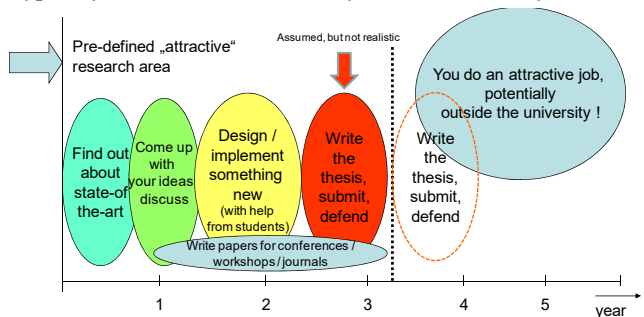 Assumed, but not realistic
Pre-defined „attractive“
research area
You do an attractive job,
potentially
outside the university !
Find out
about
state-of
the-art
Come up
with
your ideas,
discuss
Design /
implement
something
new
(with help
from students)
Write
the
thesis,
submit,
defend
Write
the
thesis,
submit,
defend
Write papers for conferences /
workshops / journals
1
2
3
4
5
year